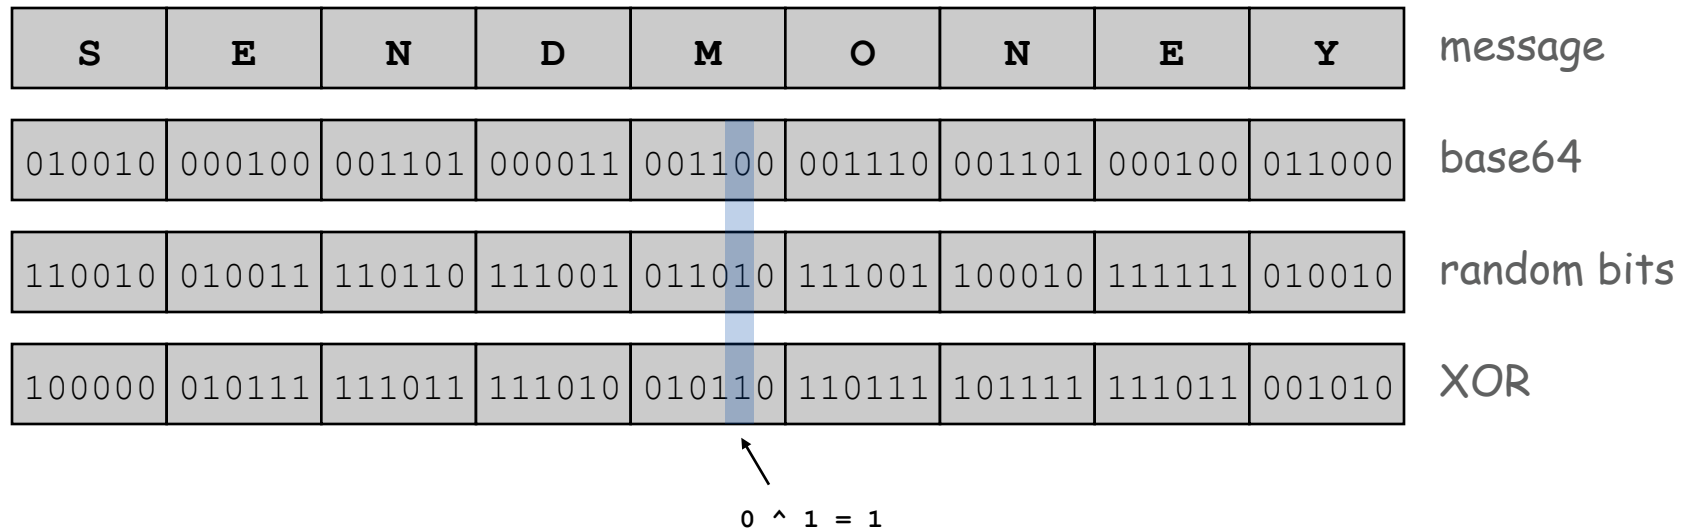 S E N D M O N E Y message
010010 000100 001101 000011 001100 001110 001101 000100 011000 base64
110010 010011 110110 111001 011010 111001 100010 111111 010010 random bits
100000 010111 111011 111010 010110 110111 101111 111011 001010 XOR
0 ^ 1 = 1